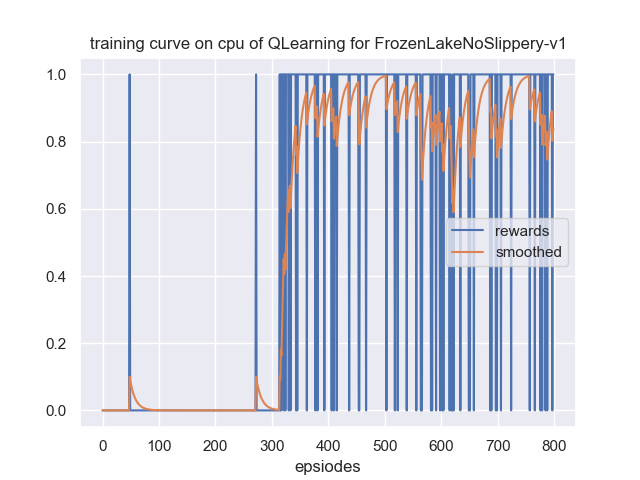 training curve on cpu of QLearning for FrozenLakeNoSlippery-v1
1.0
0.8
0.6
0.4
0.2
0.0
rewards
smoothed
0 100 200 300 400 500 600 700 800
epsiodes